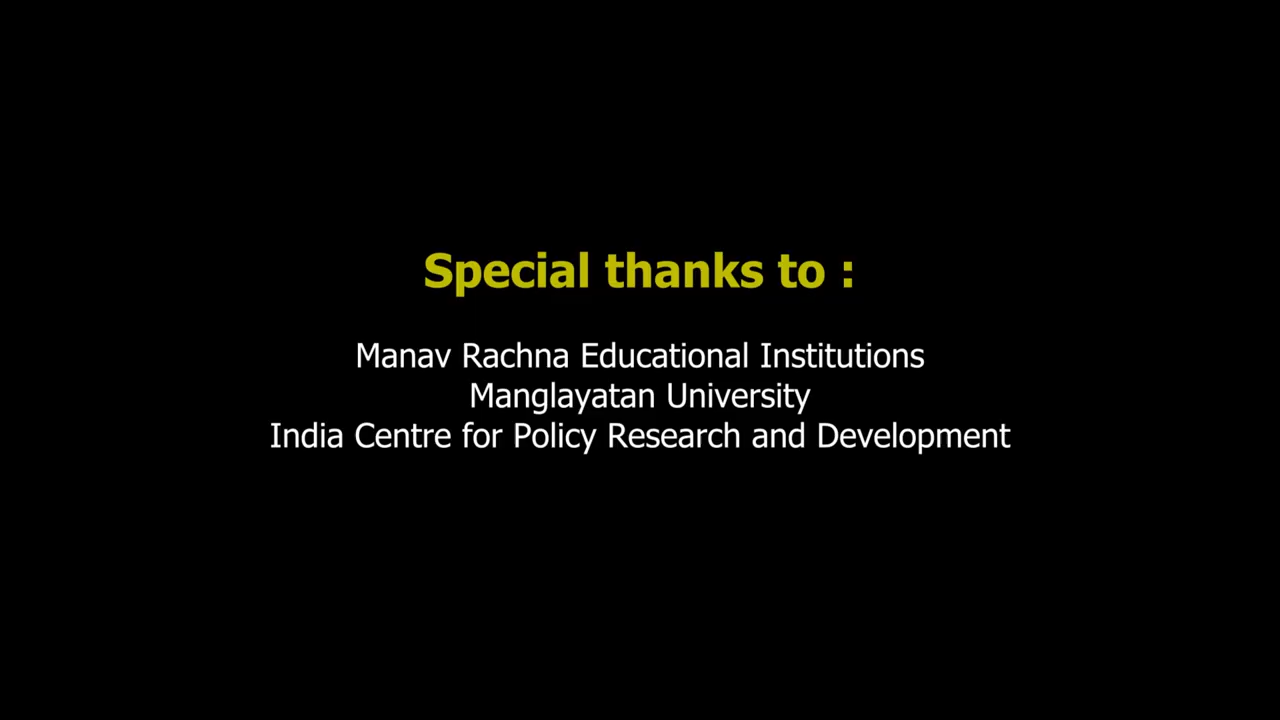 Special thanks to :
Manav Rachna Educational Institutions
Manglayatan University
India Centre for Policy Research and Development